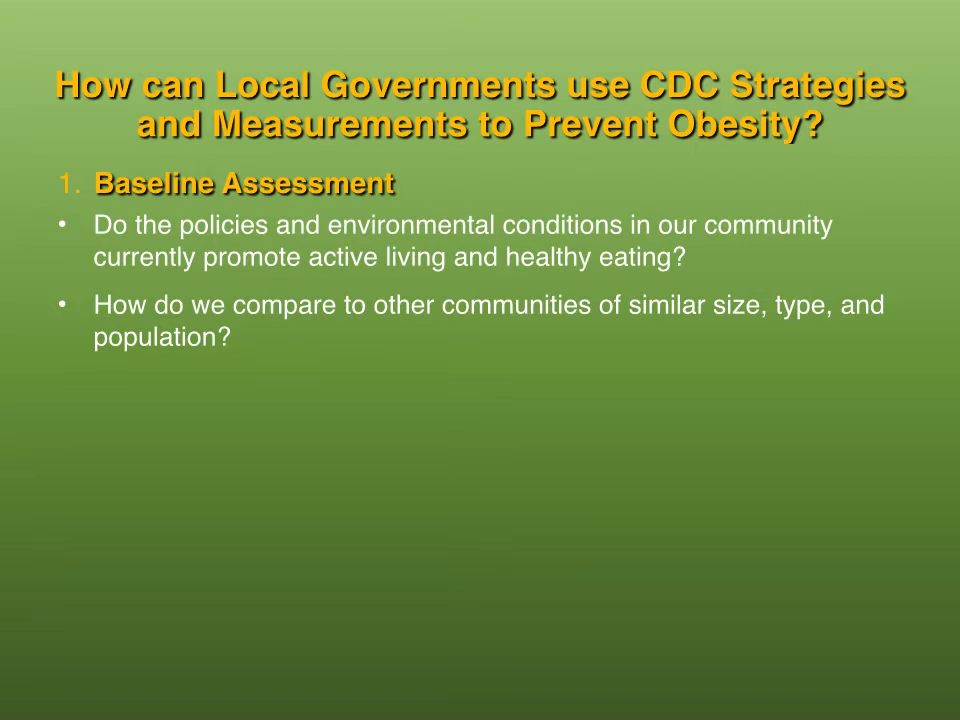 How can Local Governments use CDC Strategies
and Measurements to Prevent Obesity?
1. Baseline Assessment
• Do the policies and environmental conditions in our community
currently promote active living and healthy eating?
• How do we compare to other communities of similar size, type, and
population?